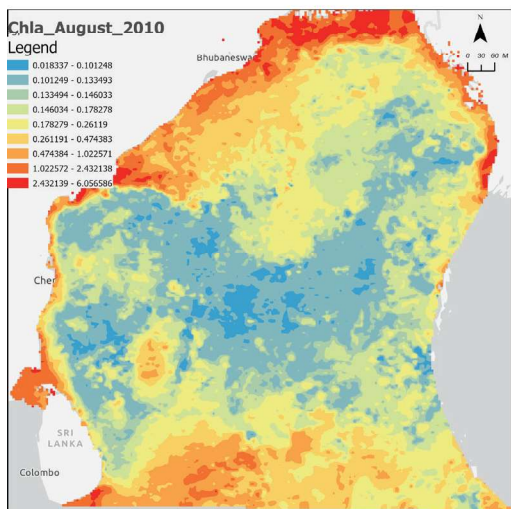 Chla_August_2010
Legend
0.018337 - 0.101248
0.101249 - 0.133493
0.133494 - 0.146033
0.146034 - 0.178278
0.178279 - 0.26119
0.261191 - 0.474383
0.474384 - 1.022571
1.022572 - 2.432138
2.432139 - 6.056586
N
0 30 60
Bhubaneswar
Cher
SRI
LANKA
Colombo